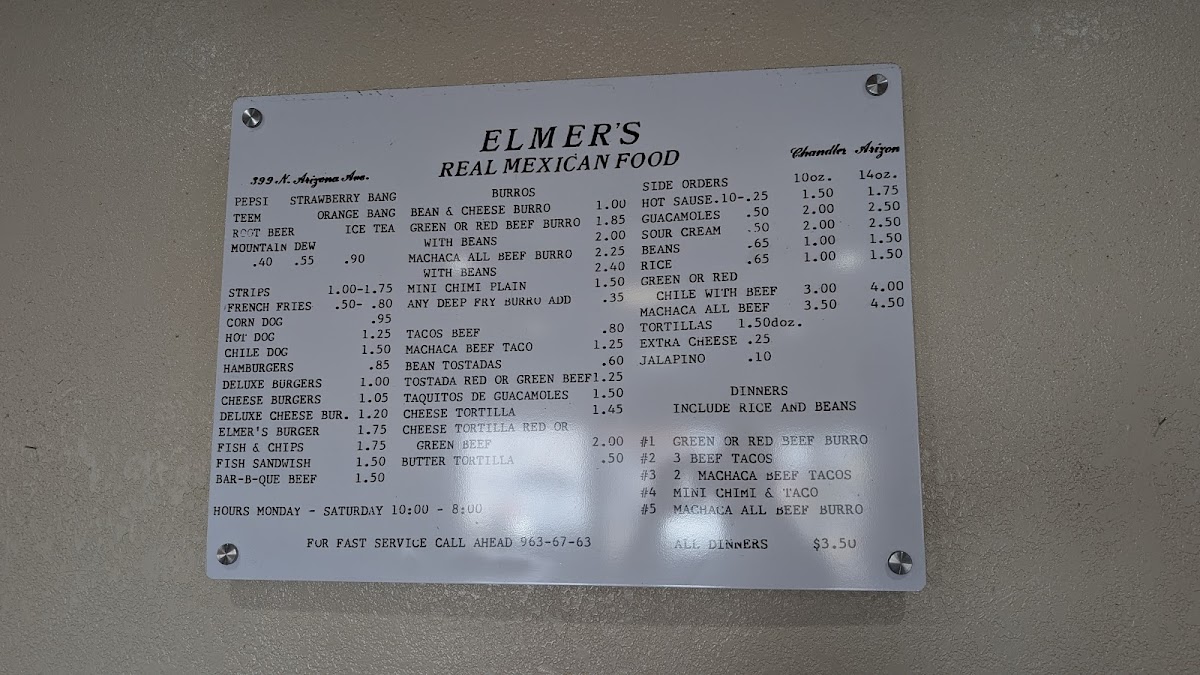 ELMER'S
REAL MEXICAN FOOD
399 N. Arizona Ave.
Chandler Arizon
PEPSI STRAWBERRY BANG
TEEM ORANGE BANG
ROOT BEER ICE TEA
MOUNTAIN DEW
.40 .55 .90
STRIPS 1.00-1.75
FRENCH FRIES .50- .80
CORN DOG .95
HOT DOG 1.25
CHILE DOG 1.50
HAMBURGERS .85
DELUXE BURGERS 1.00
CHEESE BURGERS 1.05
DELUXE CHEESE BUR. 1.20
ELMER'S BURGER 1.75
FISH & CHIPS 1.75
FISH SANDWISH 1.50
BAR-B-QUE BEEF 1.50
BURROS
BEAN & CHEESE BURRO 1.00
GREEN OR RED BEEF BURRO 1.85
WITH BEANS 2.00
MACHACA ALL BEEF BURRO 2.25
WITH BEANS 2.40
MINI CHIMI PLAIN 1.50
ANY DEEP FRY BURRO ADD .35
TACOS BEEF .80
MACHACA BEEF TACO 1.25
BEAN TOSTADAS .60
TOSTADA RED OR GREEN BEEF 1.25
TAQUITOS DE GUACAMOLES 1.50
CHEESE TORTILLA 1.45
CHEESE TORTILLA RED OR
GREEN BEEF 2.00
BUTTER TORTILLA .50
SIDE ORDERS 10oz. 14oz.
HOT SAUSE.10-.25 1.50 1.75
GUACAMOLES .50 2.00 2.50
SOUR CREAM .50 2.00 2.50
BEANS .65 1.00 1.50
RICE .65 1.00 1.50
GREEN OR RED
CHILE WITH BEEF 3.00 4.00
MACHACA ALL BEEF 3.50 4.50
TORTILLAS 1.50doz.
EXTRA CHEESE .25
JALAPINO .10
DINNERS
INCLUDE RICE AND BEANS
#1 GREEN OR RED BEEF BURRO
#2 3 BEEF TACOS
#3 2 MACHACA BEEF TACOS
#4 MINI CHIMI & TACO
#5 MACHACA ALL BEEF BURRO
ALL DINNERS $3.50
HOURS MONDAY - SATURDAY 10:00 - 8:00
FOR FAST SERVICE CALL AHEAD 963-67-63